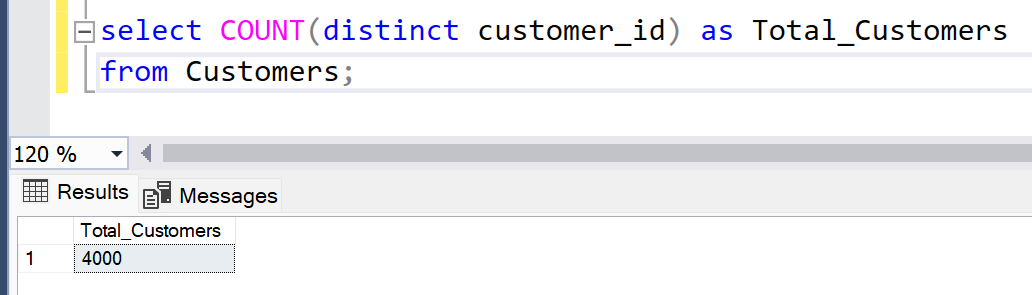 select COUNT(distinct customer_id) as Total_Customers
from Customers;
120 %
Results Messages
Total_Customers
1 4000